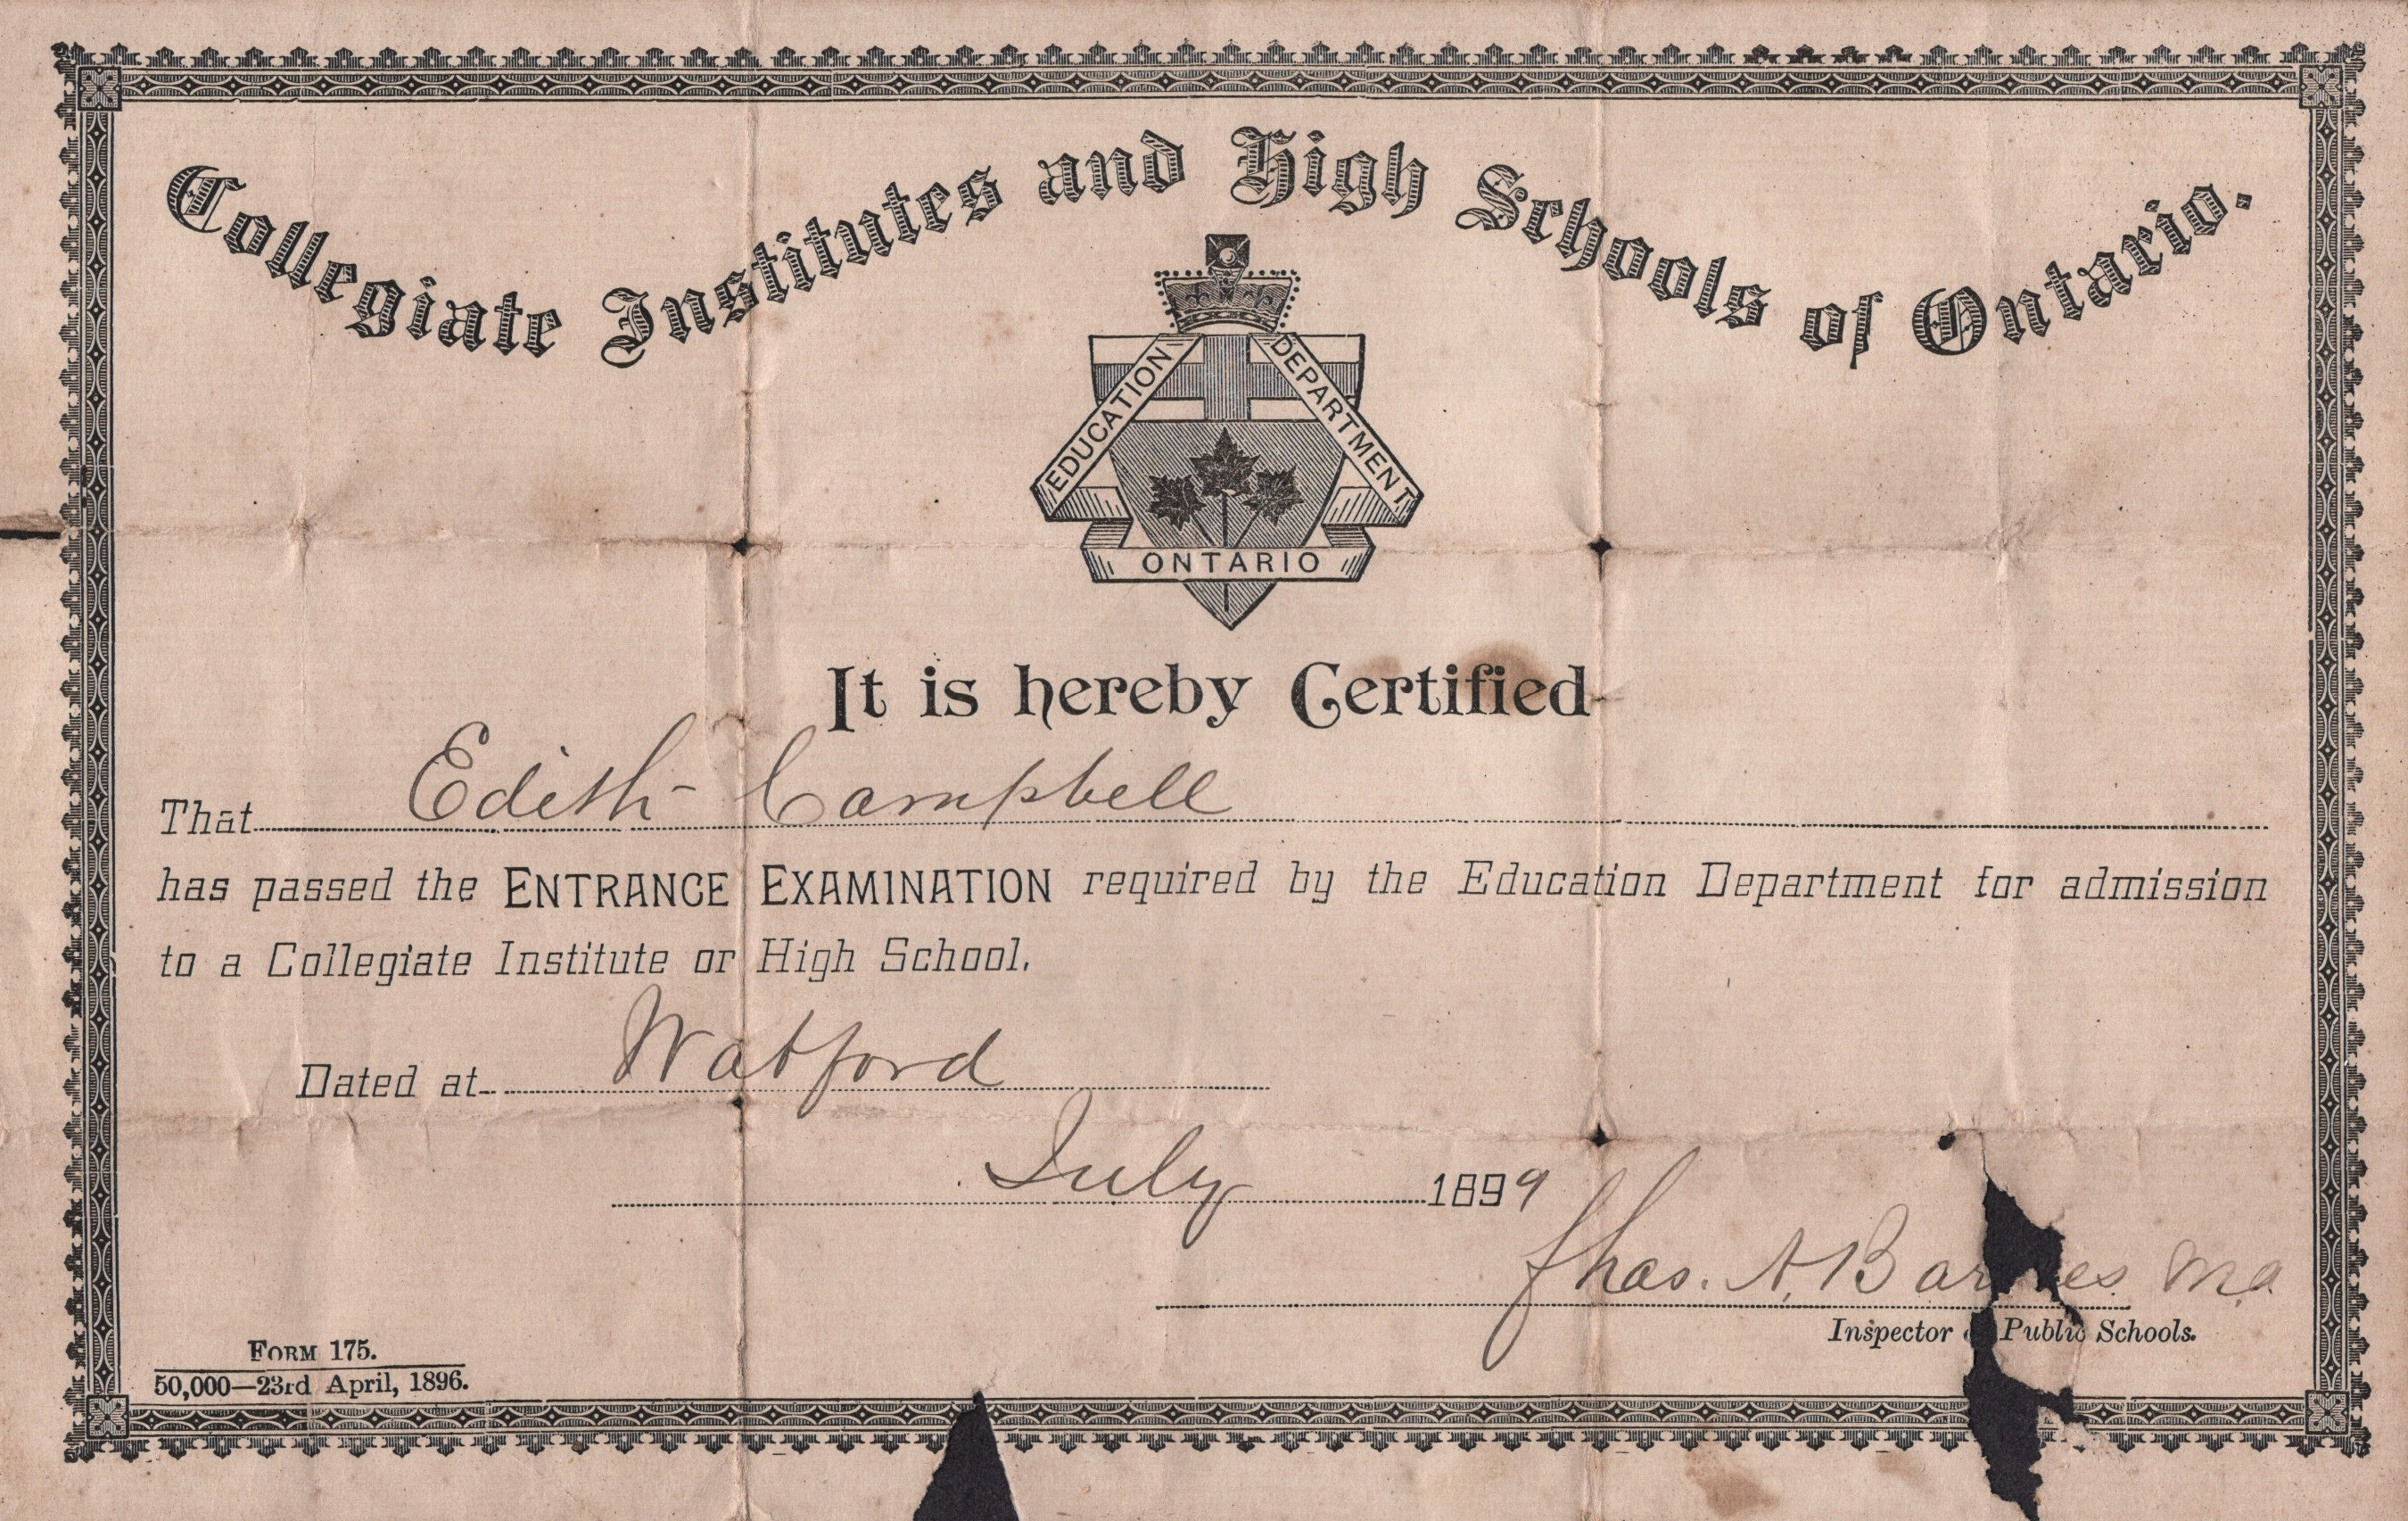 Collegiate Institutes and High Schools of Ontario.
EDUCATION DEPARTMENT
ONTARIO
It is hereby Certified
That Edith Campbell
has passed the ENTRANCE EXAMINATION required by the Education Department for admission
to a Collegiate Institute or High School.
Dated at Watford
July 1899
Chas. A. Barnes M.A.
Inspector Public Schools.
FORM 175.
50,000—23rd April, 1896.